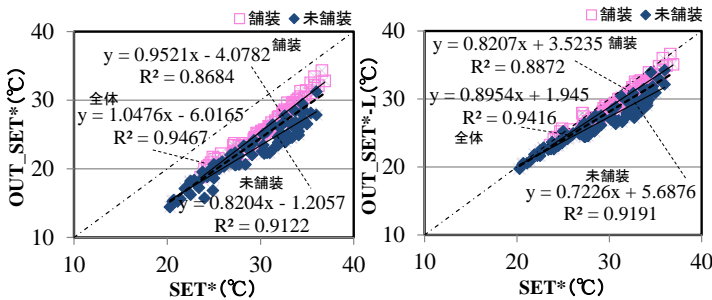 舗装 未舗装
40
30
20
10
OUT_SET*(℃)
y = 0.9521x - 4.0782
R² = 0.8684
全体
y = 1.0476x - 6.0165
R² = 0.9467
未舗装
y = 0.8204x - 1.2057
R² = 0.9122
10 20 30 40
SET*(℃)
舗装 未舗装
40
30
20
10
OUT_SET*-L(℃)
y = 0.8207x + 3.5235
舗装
R² = 0.8872
y = 0.8954x + 1.945
R² = 0.9416
全体
未舗装
y = 0.7226x + 5.6876
R² = 0.9191
10 20 30 40
SET*(℃)
舗装